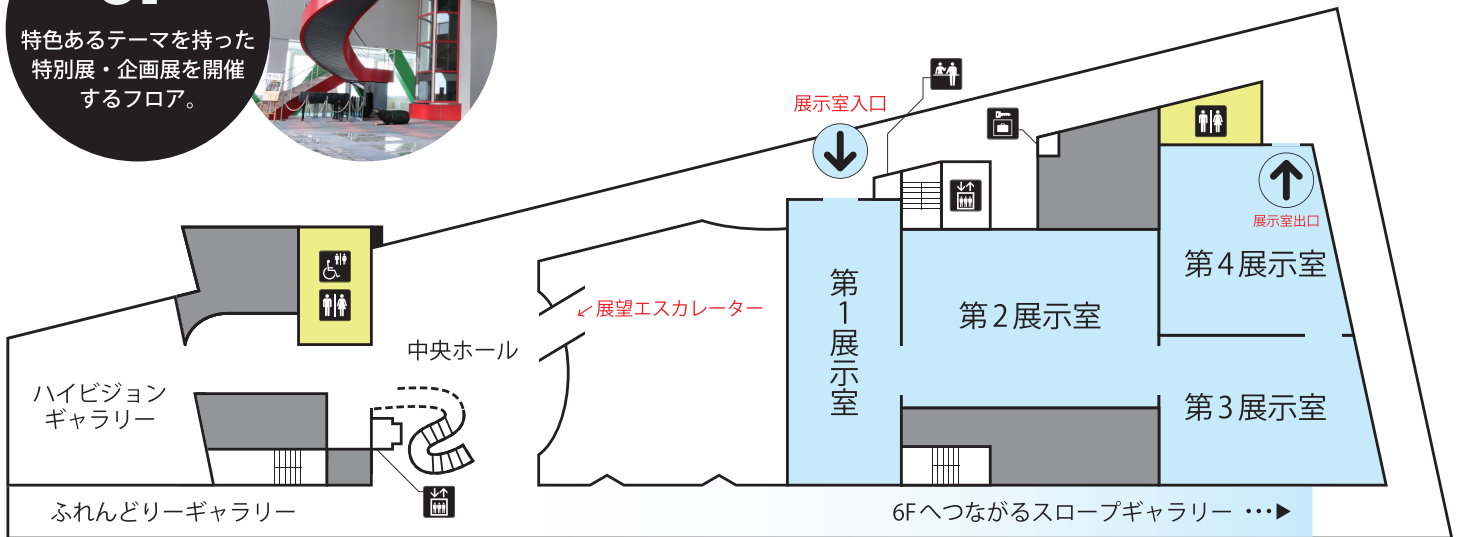 特色あるテーマを持った
特別展・企画展を開催
するフロア。
展示室入口
展示室出口
第1展示室
第2展示室
第4展示室
第3展示室
←展望エスカレーター
中央ホール
ハイビジョン
ギャラリー
ふれんどりーギャラリー
6Fへつながるスロープギャラリー …▶